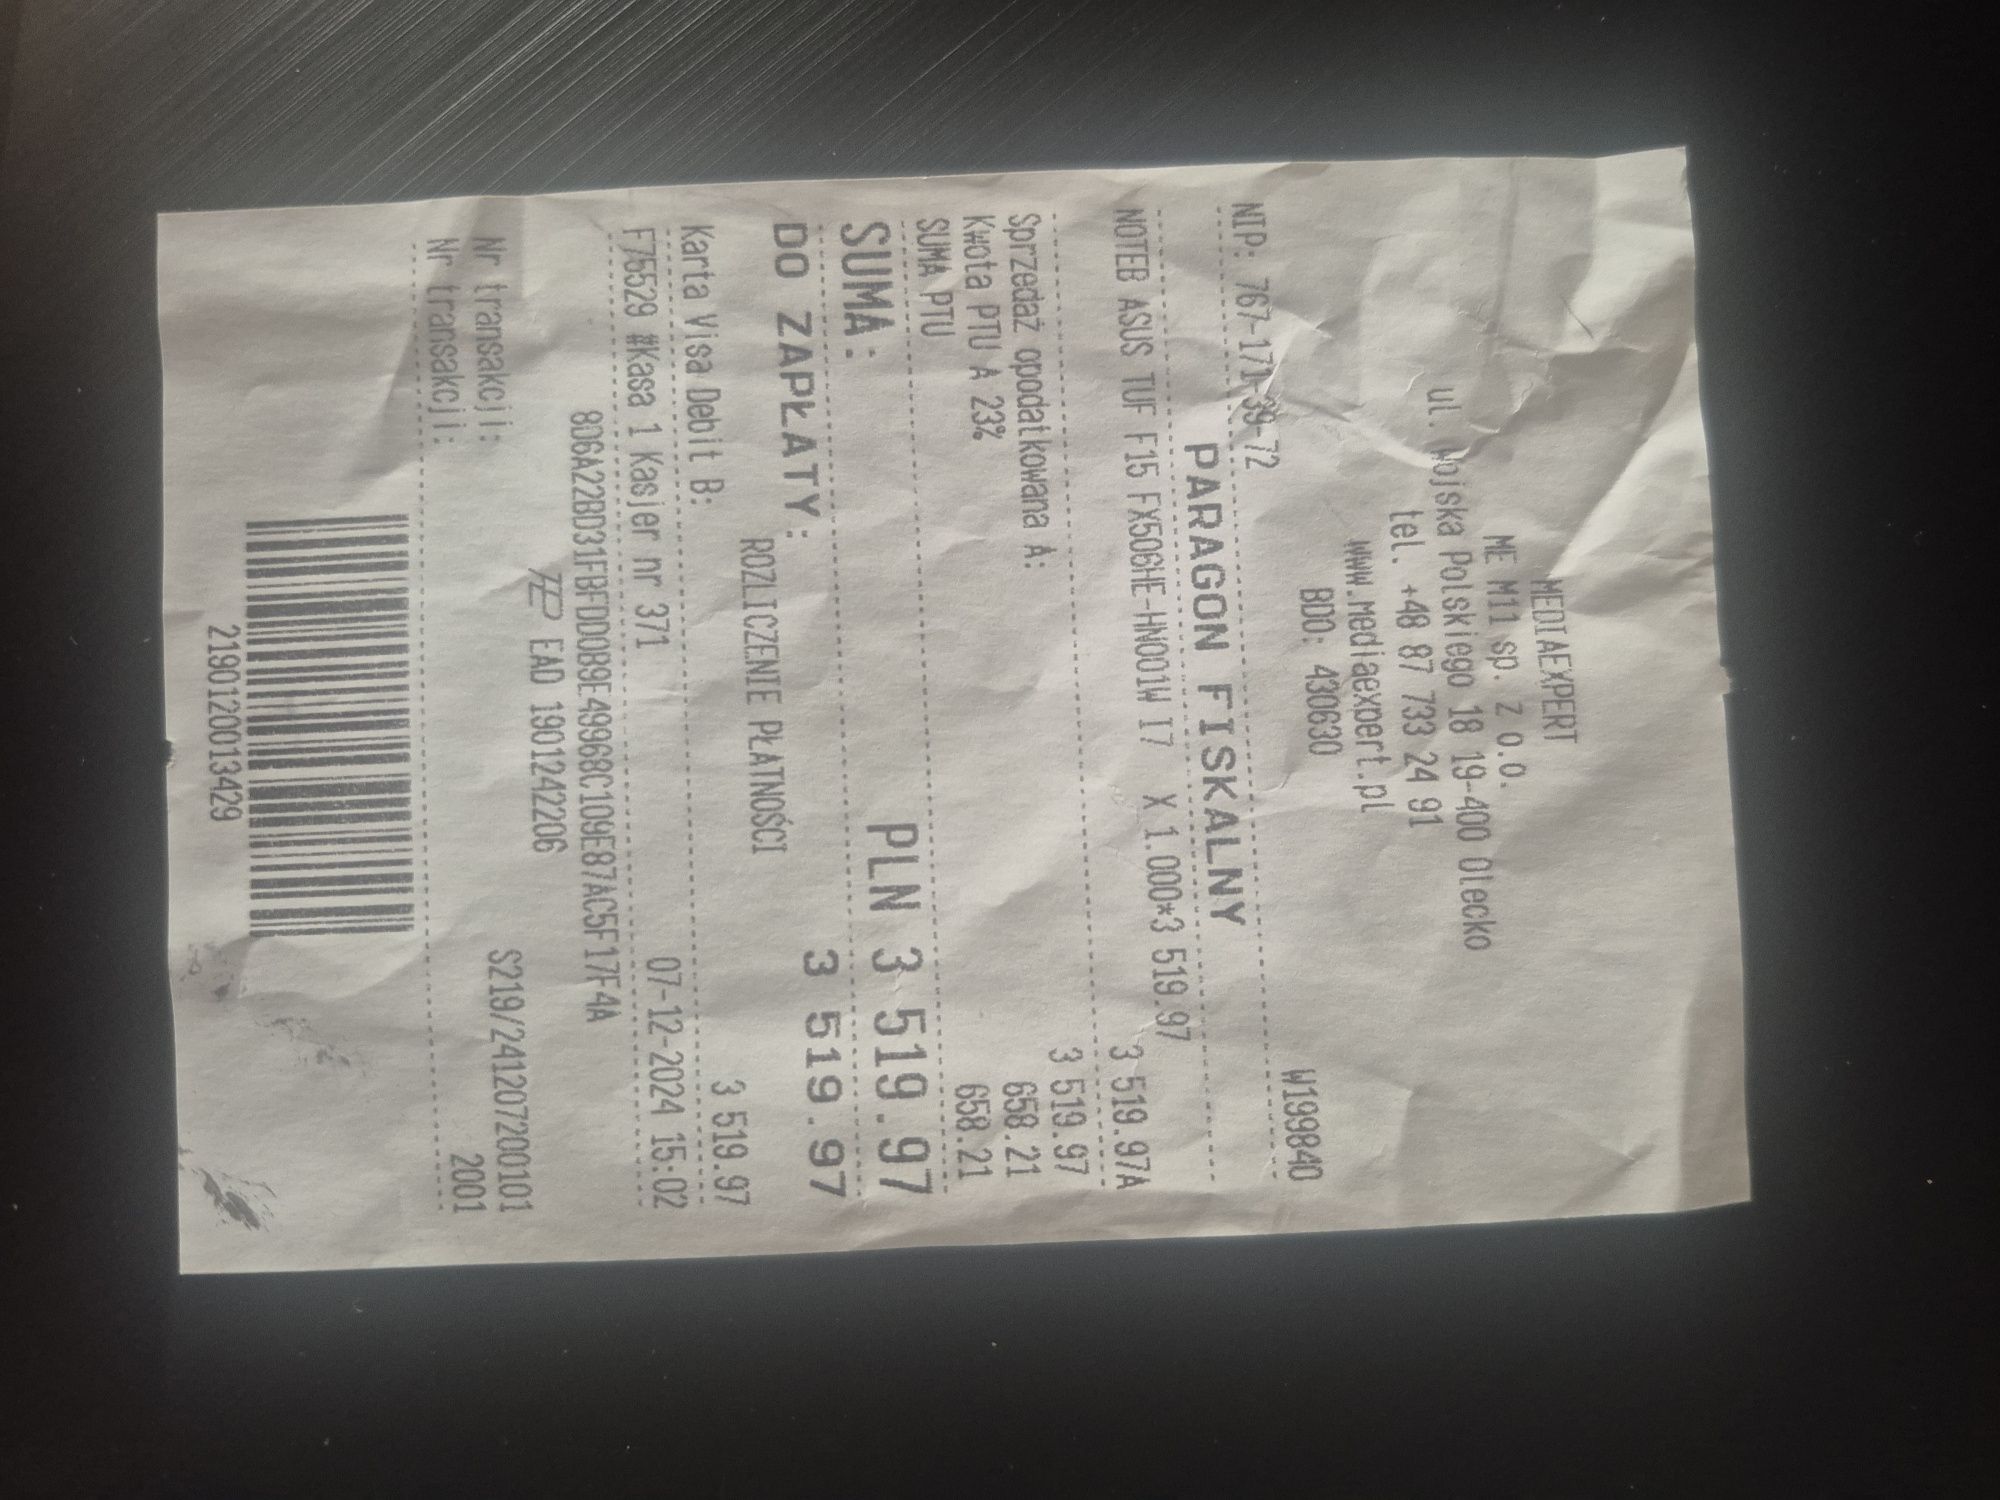 MEDIAEXPERT
ME M11 sp. Z o.o.
ul. Wojska Polskiego 18 19-400 Olecko
tel. +48 87 733 24 91
www.mediaexpert.pl
BDO: 430630
NIP: 767-171-39-72 W199840
PARAGON FISKALNY
NOTEB ASUS TUF F15 FX506HE-HN001W I7 X 1.000*3 519.97
3 519.97A
Sprzedaż opodatkowana A: 3 519.97
Kwota PTU A 23% 658.21
SUMA PTU 658.21
SUMA: PLN 3 519.97
DO ZAPŁATY: 3 519.97
ROZLICZENIE PŁATNOŚCI
Karta Visa Debit B: 3 519.97
F75529 #Kasa 1 Kasjer nr 371 07-12-2024 15:02
8D6A22BD31FBFDD0B9E49968C109E87AC5F17F4A
EAD 1901242206
Nr transakcji: S219/241207200101
Nr transakcji: 2001
2190120013429